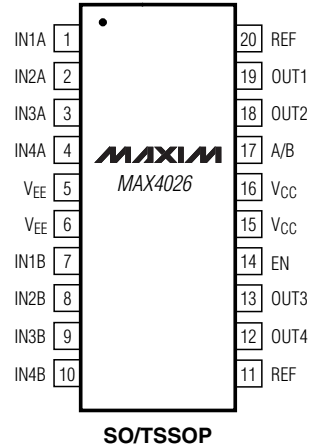 IN1A 1 20 REF
IN2A 2 19 OUT1
IN3A 3 18 OUT2
IN4A 4 MAXIM 17 A/B
VEE 5 MAX4026 16 VCC
VEE 6 15 VCC
IN1B 7 14 EN
IN2B 8 13 OUT3
IN3B 9 12 OUT4
IN4B 10 11 REF
SO/TSSOP